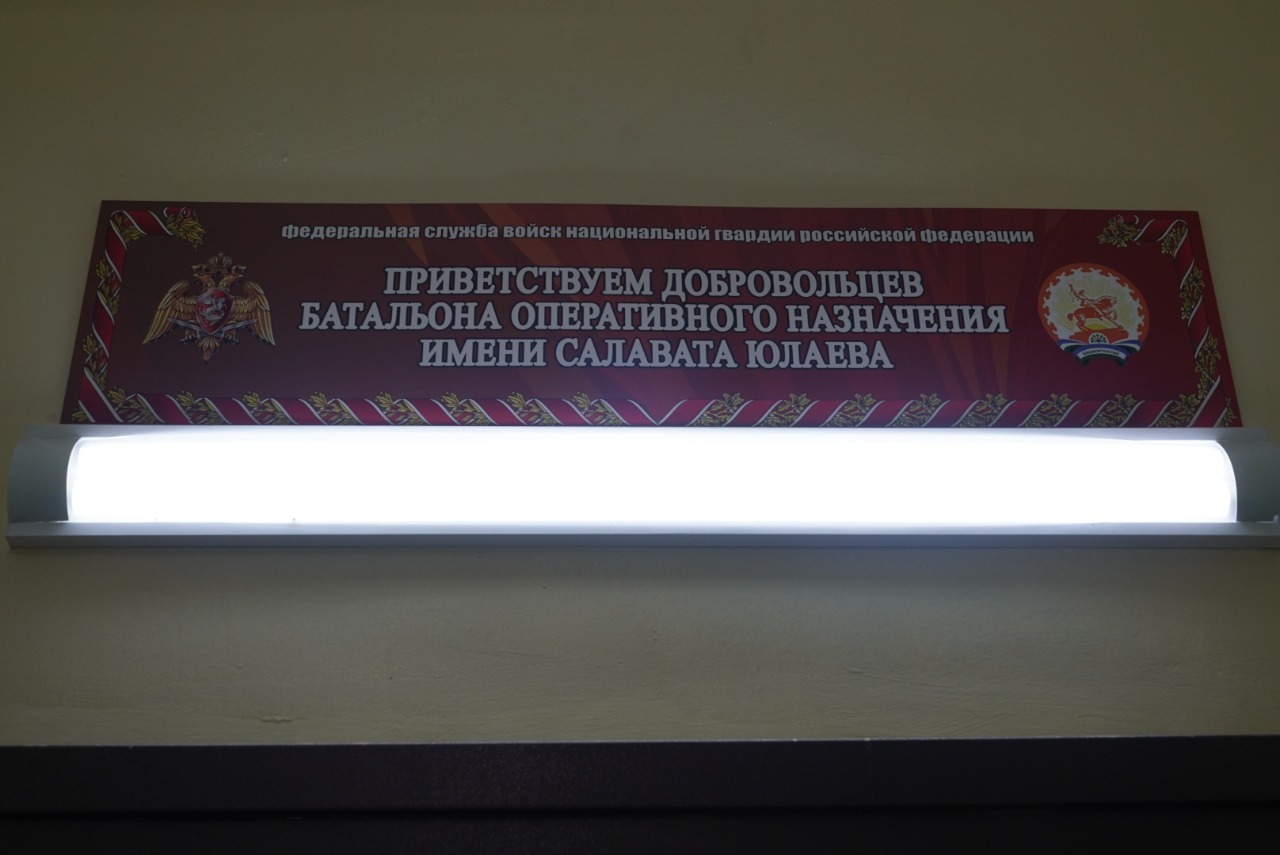 федеральная служба войск национальной гвардии российской федерации
ПРИВЕТСТВУЕМ ДОБРОВОЛЬЦЕВ
БАТАЛЬОНА ОПЕРАТИВНОГО НАЗНАЧЕНИЯ
ИМЕНИ САЛАВАТА ЮЛАЕВА